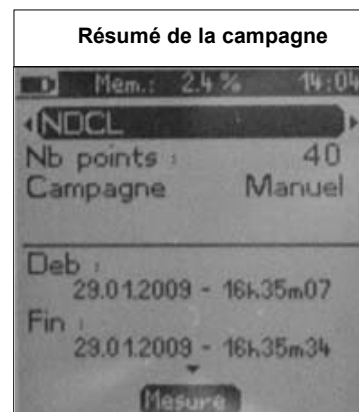 Résumé de la campagne
Mem.: 2.4 % 14:04
NDCL
Nb points : 40
Campagne Manuel
Deb :
29.01.2009 - 16h35m07
Fin :
29.01.2009 - 16h35m34
Mesure